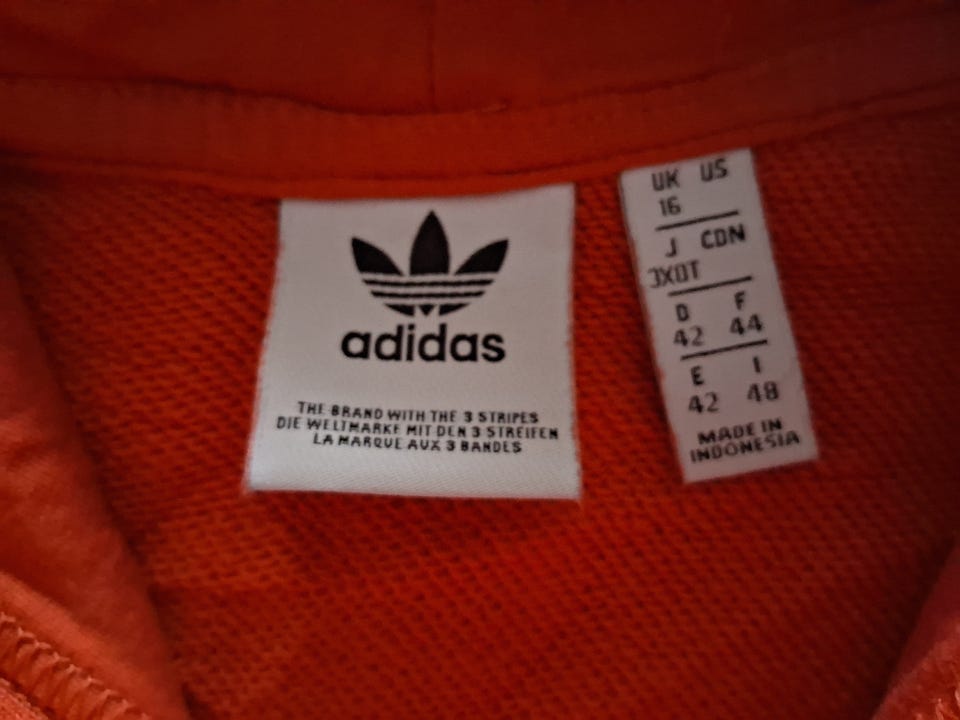 adidas
THE BRAND WITH THE 3 STRIPES
DIE WELTMARKE MIT DEN 3 STREIFEN
LA MARQUE AUX 3 BANDES
UK US
16
J CDN
3XOT
D F
42 44
E I
42 48
MADE IN
INDONESIA